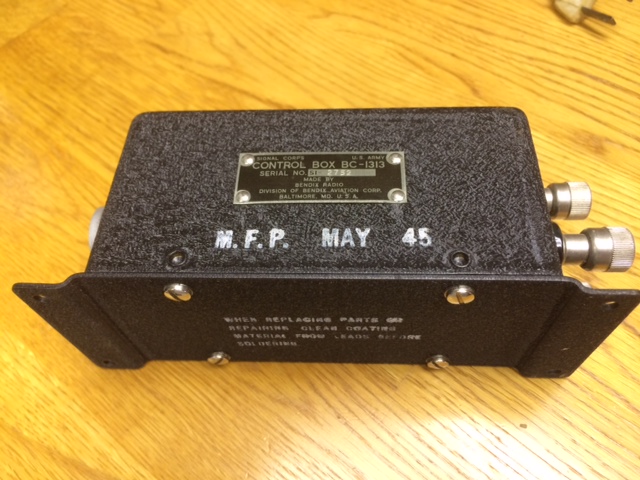 SIGNAL CORPS U.S. ARMY
CONTROL BOX BC-1313
SERIAL NO. 2752
MADE BY
BENDIX RADIO
DIVISION OF BENDIX AVIATION CORP.
BALTIMORE, MD. U.S.A.
M.F.P. MAY 45
WHEN REPLACING PARTS OR
REPAIRING CLEAR COATING
MATERIAL FROM LEADS BEFORE
SOLDERING